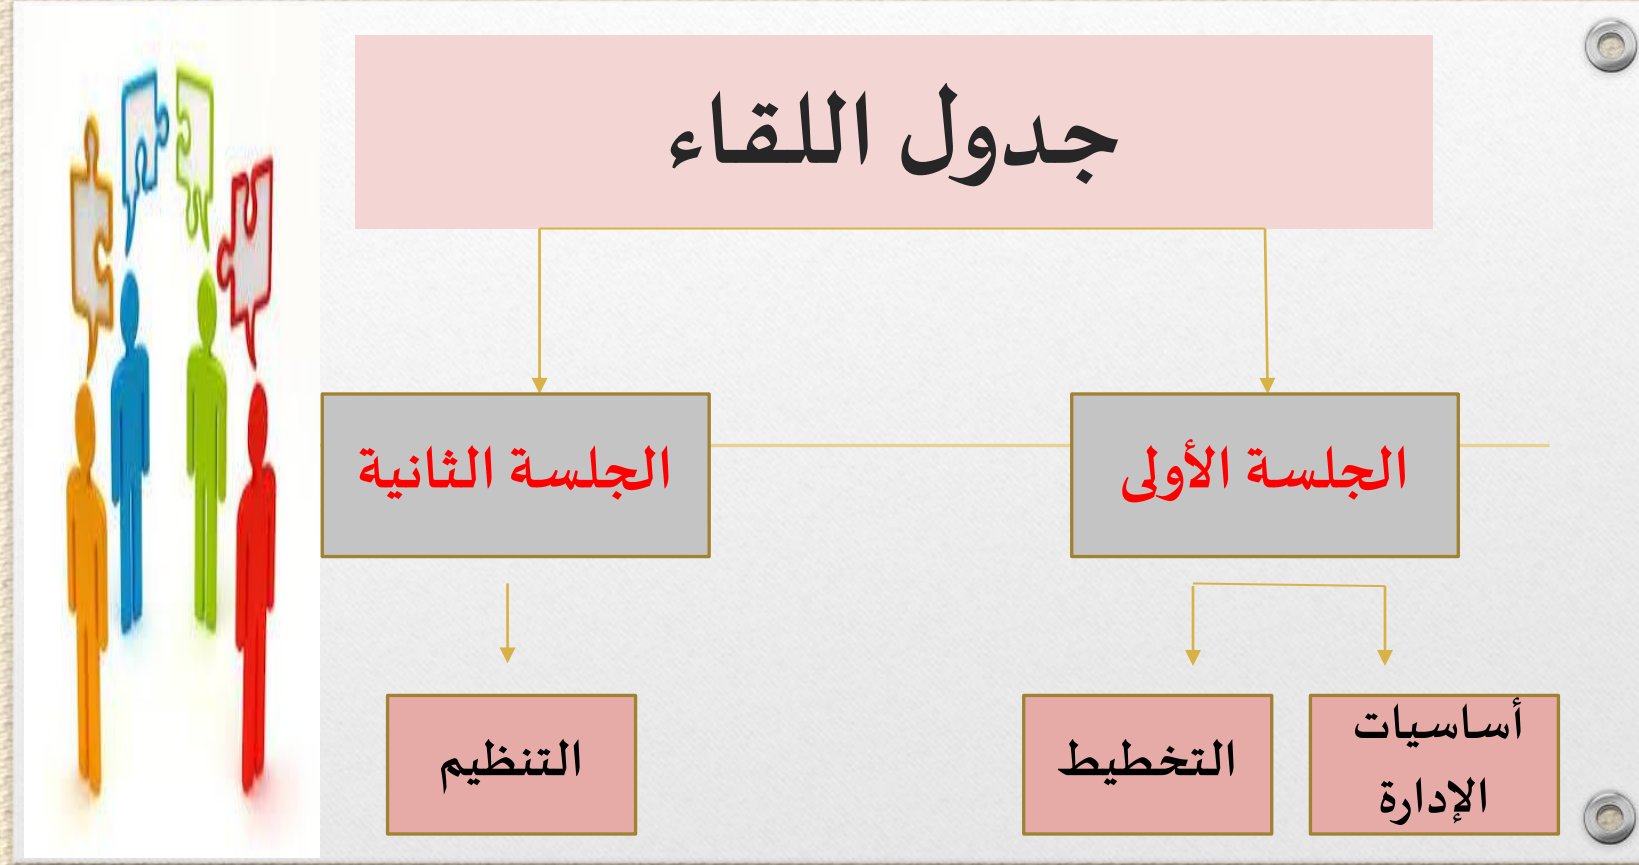 جدول اللقاء
الجلسة الأولى
الجلسة الثانية
أساسيات
الإدارة
التخطيط
التنظيم